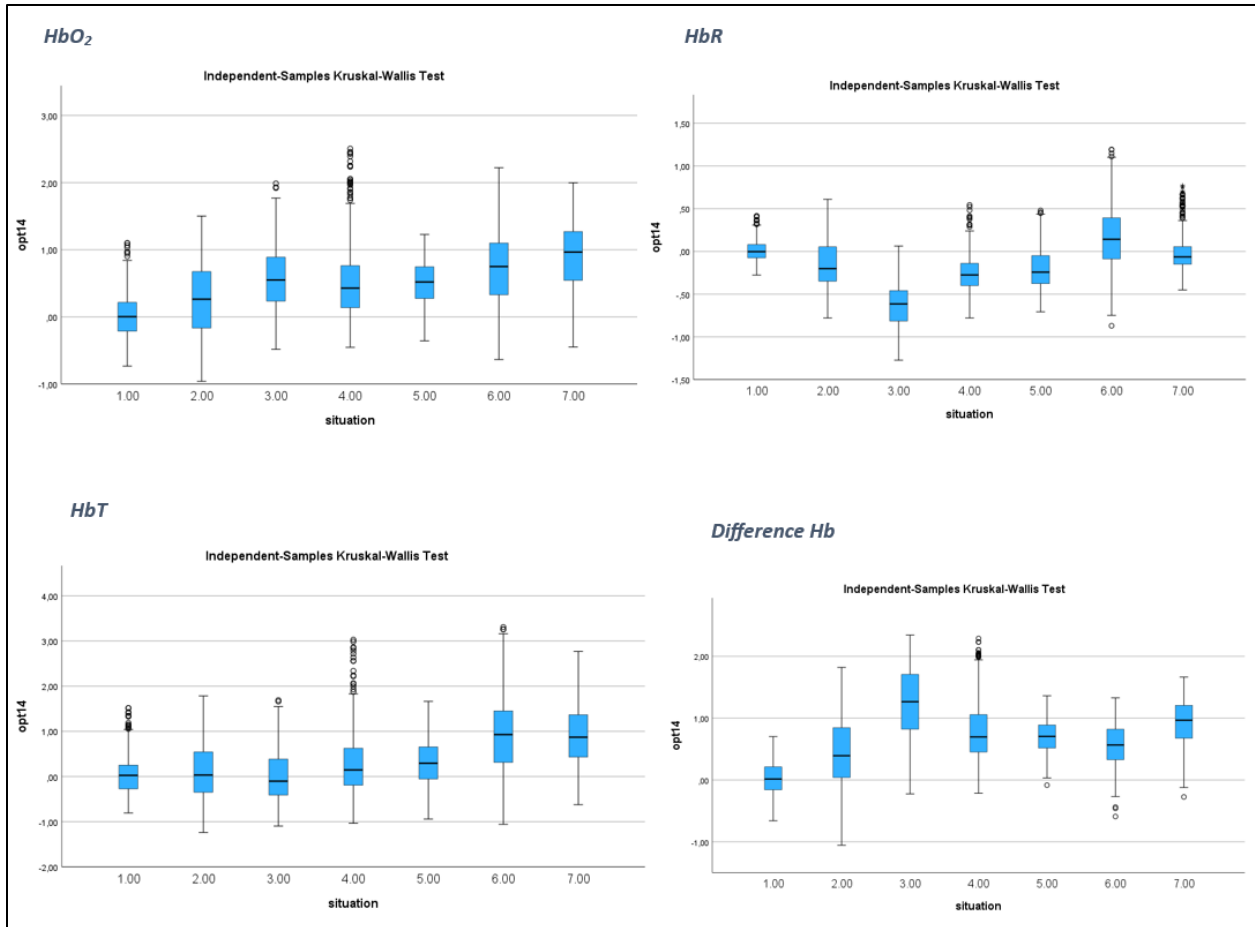 HbO₂
Independent-Samples Kruskal-Wallis Test
3,00
2,00
1,00
,00
-1,00
opt14
1.00 2.00 3.00 4.00 5.00 6.00 7.00
situation
HbR
Independent-Samples Kruskal-Wallis Test
1,50
1,00
,50
,00
-,50
-1,00
-1,50
opt14
1.00 2.00 3.00 4.00 5.00 6.00 7.00
situation
HbT
Independent-Samples Kruskal-Wallis Test
4,00
3,00
2,00
1,00
,00
-1,00
-2,00
opt14
1.00 2.00 3.00 4.00 5.00 6.00 7.00
situation
Difference Hb
Independent-Samples Kruskal-Wallis Test
2,00
1,00
,00
-1,00
opt14
1.00 2.00 3.00 4.00 5.00 6.00 7.00
situation